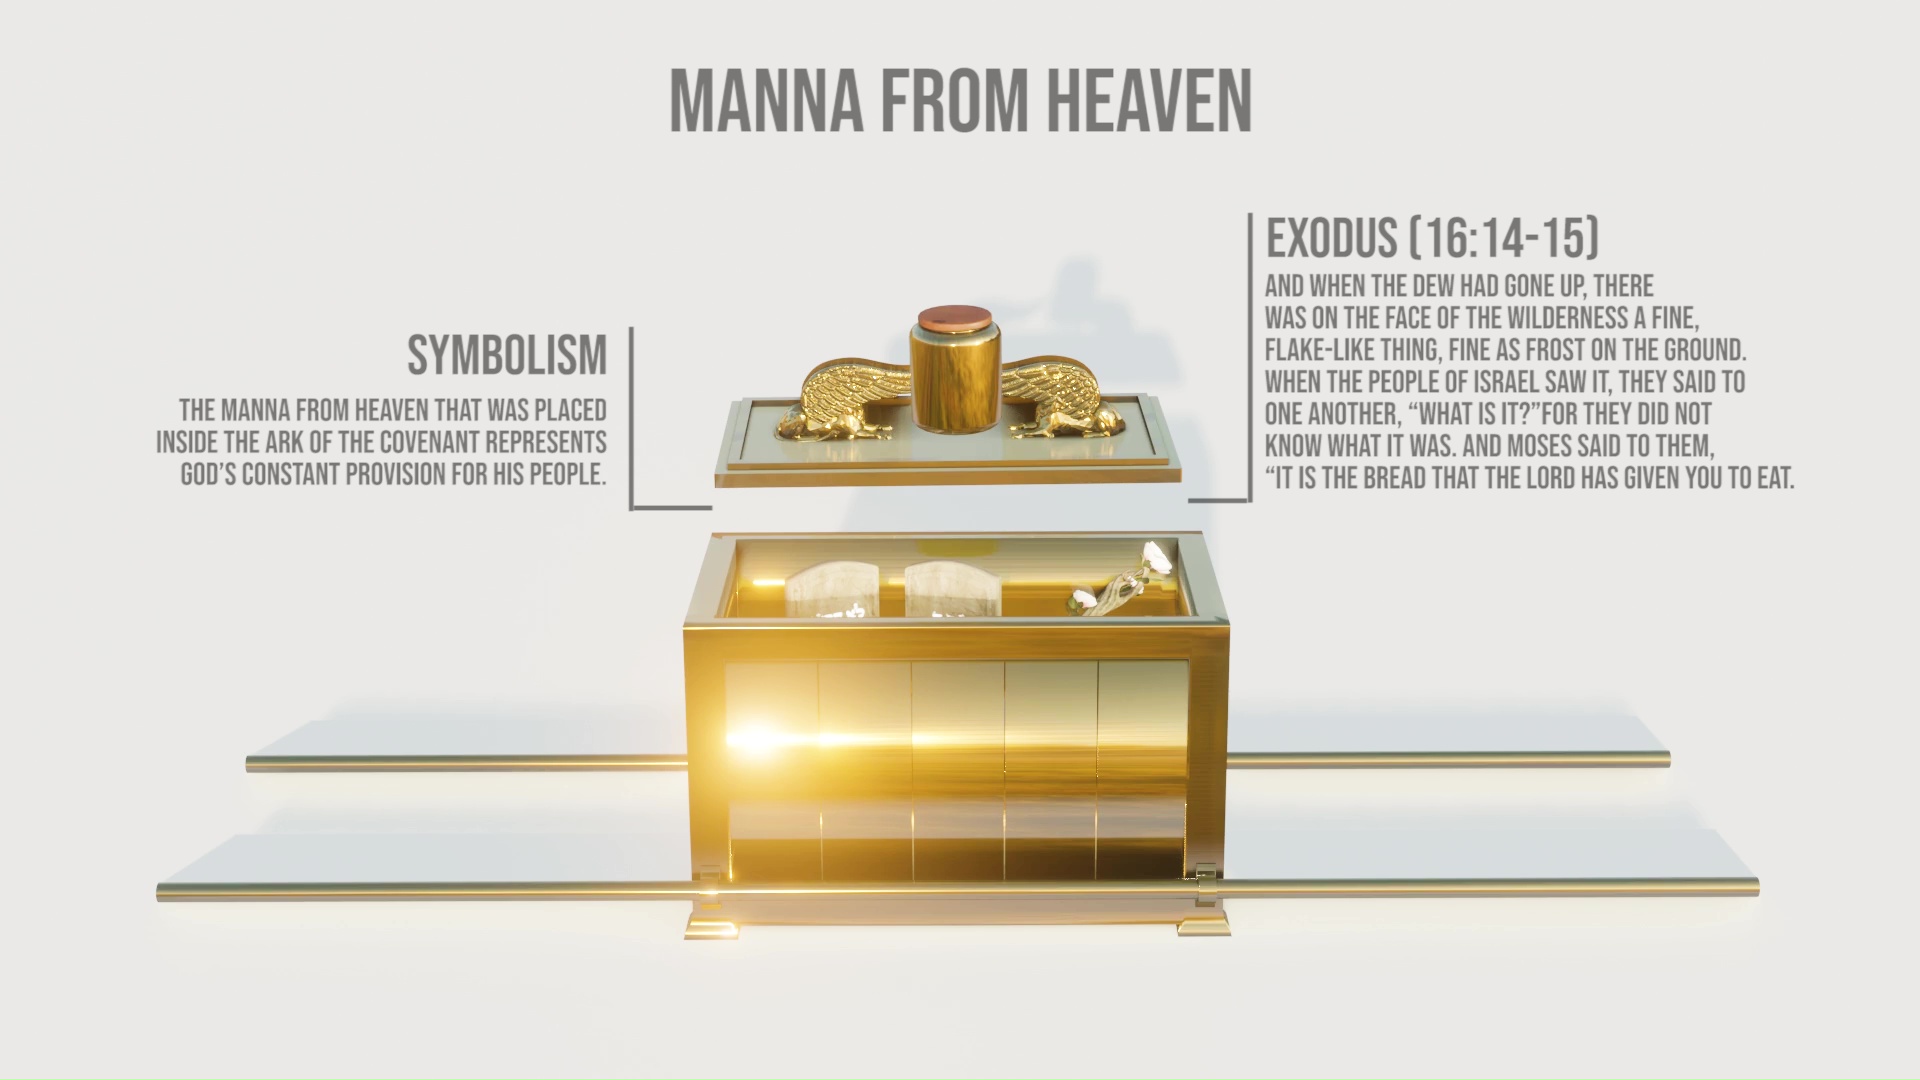 MANNA FROM HEAVEN
SYMBOLISM
THE MANNA FROM HEAVEN THAT WAS PLACED
INSIDE THE ARK OF THE COVENANT REPRESENTS
GOD'S CONSTANT PROVISION FOR HIS PEOPLE.
EXODUS (16:14-15)
AND WHEN THE DEW HAD GONE UP, THERE
WAS ON THE FACE OF THE WILDERNESS A FINE,
FLAKE-LIKE THING, FINE AS FROST ON THE GROUND.
WHEN THE PEOPLE OF ISRAEL SAW IT, THEY SAID TO
ONE ANOTHER, “WHAT IS IT?”FOR THEY DID NOT
KNOW WHAT IT WAS. AND MOSES SAID TO THEM,
“IT IS THE BREAD THAT THE LORD HAS GIVEN YOU TO EAT.